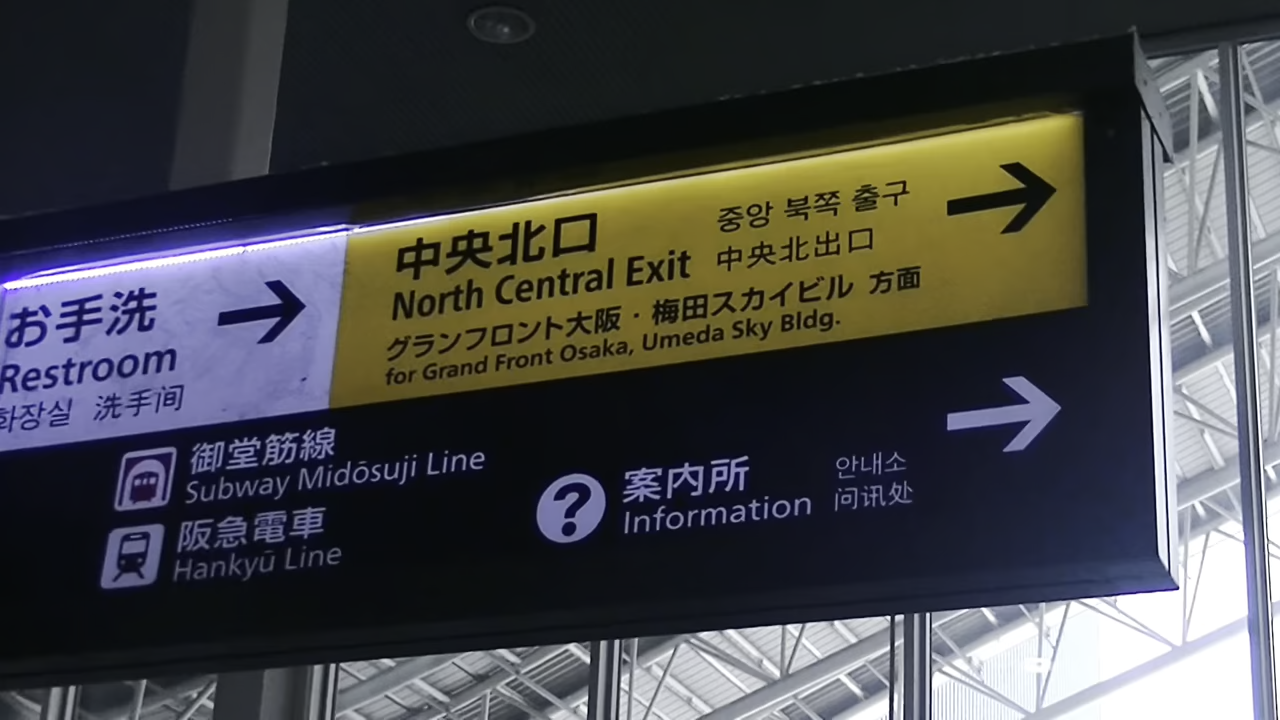 お手洗
Restroom
화장실 洗手间
中央北口
North Central Exit
중앙 북쪽 출구
中央北出口
グランフロント大阪・梅田スカイビル 方面
for Grand Front Osaka, Umeda Sky Bldg.
御堂筋線
Subway Midōsuji Line
阪急電車
Hankyū Line
?
案内所
Information
안내소
问讯处